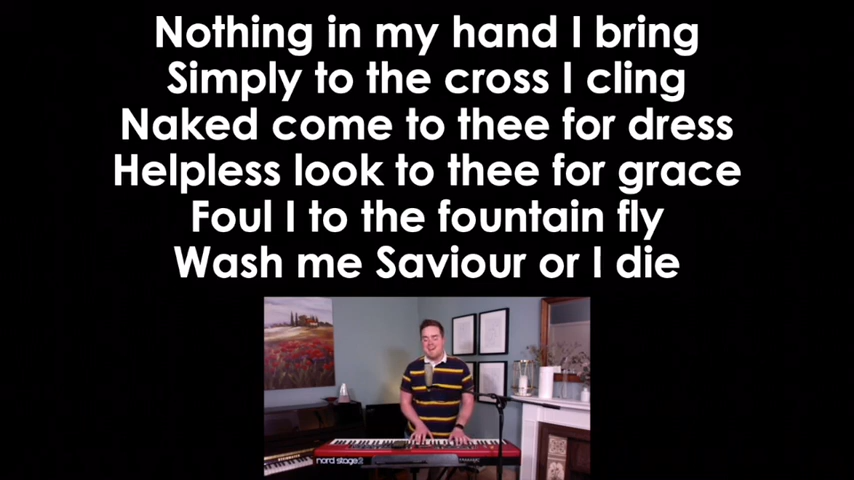 Nothing in my hand I bring
Simply to the cross I cling
Naked come to thee for dress
Helpless look to thee for grace
Foul I to the fountain fly
Wash me Saviour or I die
nord stage